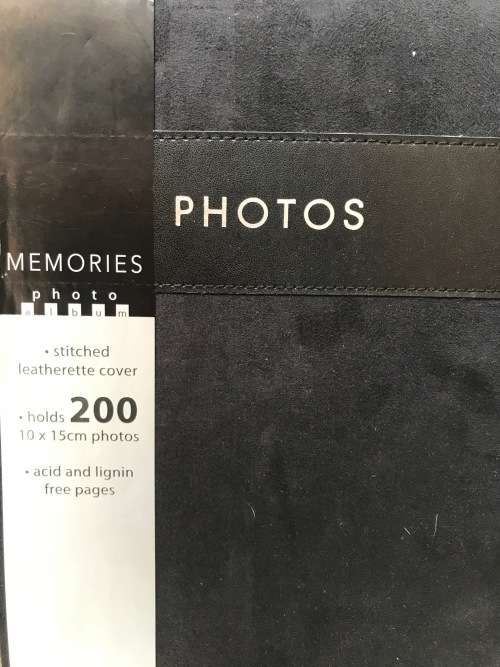 PHOTOS
MEMORIES
photo
album
• stitched
leatherette cover
• holds 200
10 x 15cm photos
• acid and lignin
free pages